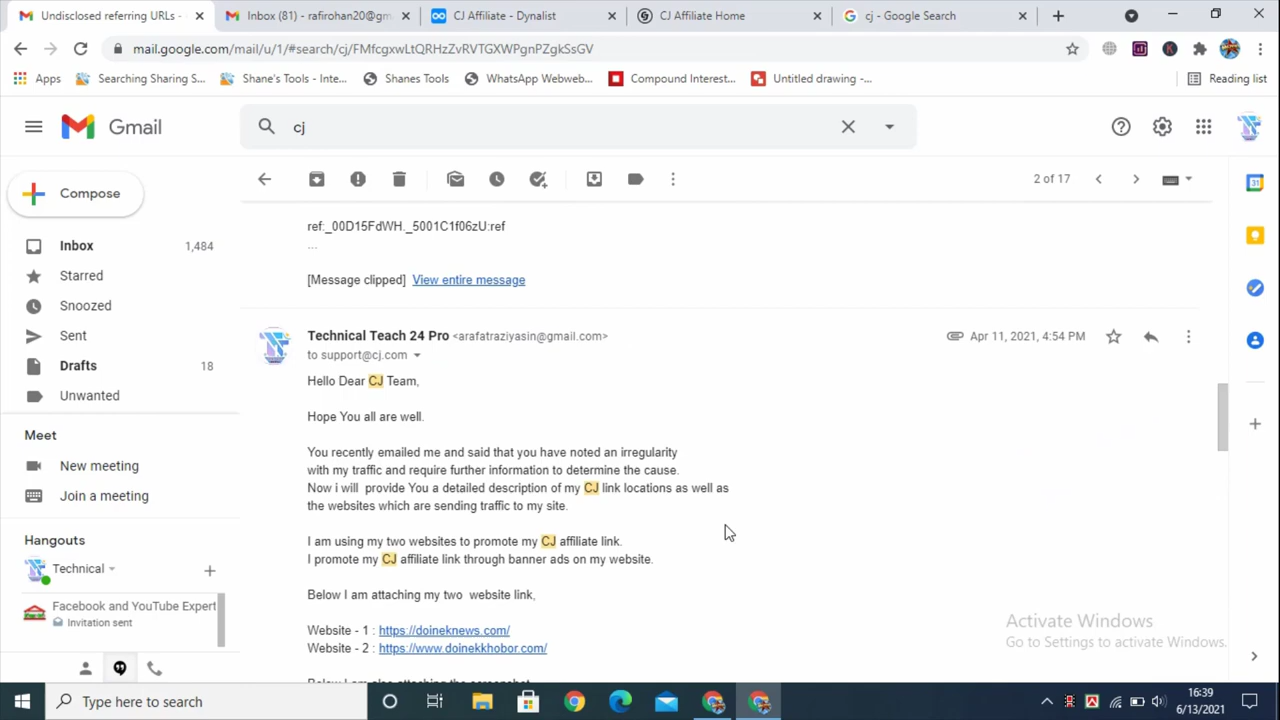 Undisclosed referring URLs -
Inbox (81) - rafirohan20@gm
CJ Affiliate - Dynalist
CJ Affiliate Home
cj - Google Search
mail.google.com/mail/u/1/#search/cj/FMfcgxwLtQRHzZvRVTGXWPgnPZgkSsGV
Apps
Searching Sharing S...
Shane's Tools - Inte...
Shanes Tools
WhatsApp Webweb...
Compound Interest...
Untitled drawing -...
Reading list
Gmail
cj
Compose
2 of 17
Inbox 1,484
Starred
Snoozed
Sent
Drafts 18
Unwanted
Meet
New meeting
Join a meeting
Hangouts
Technical
Facebook and YouTube Expert
Invitation sent
ref:_00D15FdWH._5001C1f06zU:ref
...
[Message clipped] View entire message
Technical Teach 24 Pro <arafatraziyasin@gmail.com>
Apr 11, 2021, 4:54 PM
to support@cj.com
Hello Dear CJ Team,
Hope You all are well.
You recently emailed me and said that you have noted an irregularity
with my traffic and require further information to determine the cause.
Now i will provide You a detailed description of my CJ link locations as well as
the websites which are sending traffic to my site.
I am using my two websites to promote my CJ affiliate link.
I promote my CJ affiliate link through banner ads on my website.
Below I am attaching my two website link,
Website - 1 : https://doineknews.com/
Website - 2 : https://www.doinekkhobor.com/
Below I am also attaching the screenshot
Activate Windows
Go to Settings to activate Windows.
Type here to search
16:39
6/13/2021